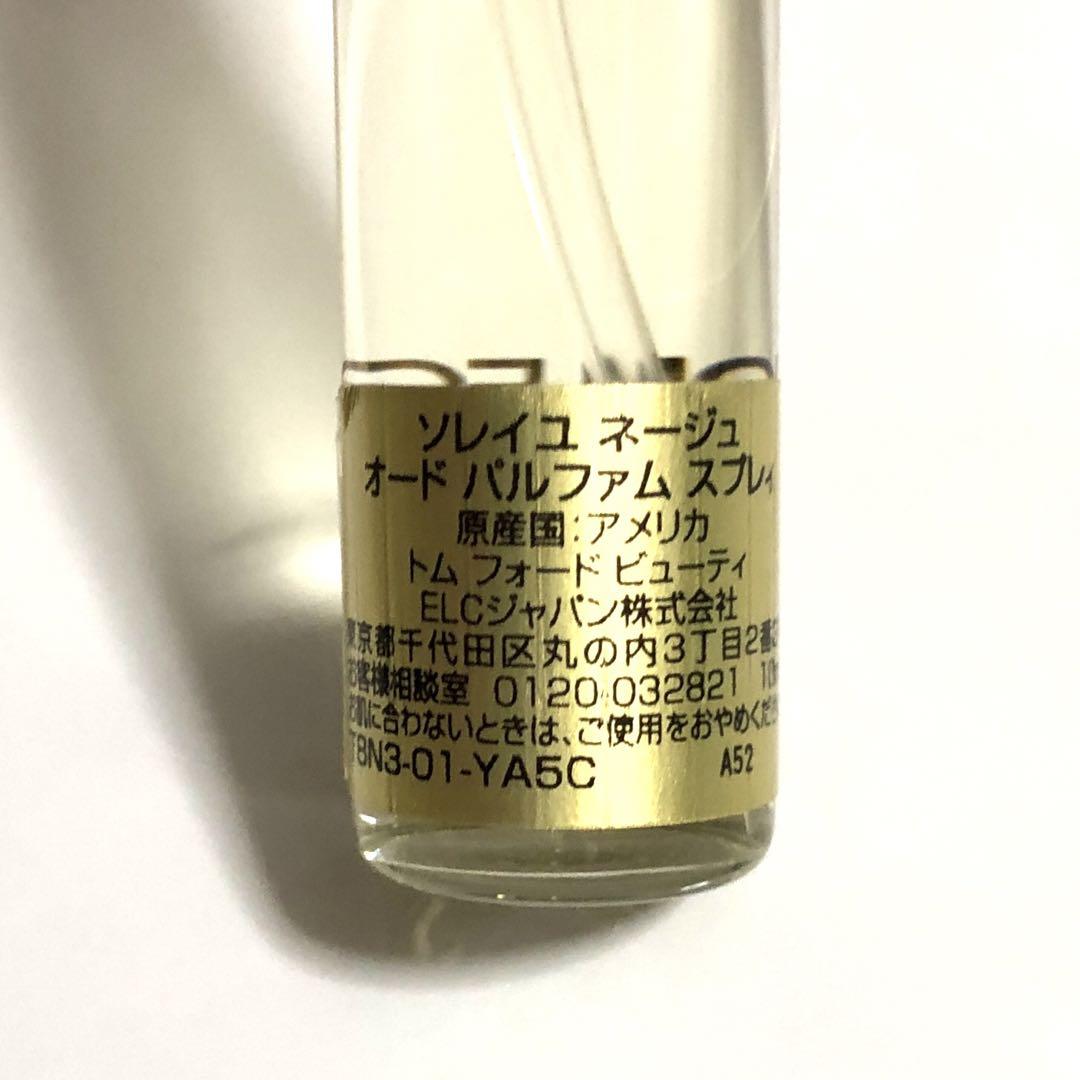 ソレイユ ネージュ
オード パルファム スプレィ
原産国:アメリカ
トム フォード ビューティ
ELCジャパン株式会社
東京都千代田区丸の内3丁目2番
お客様相談室 0120-032821 10
お肌に合わないときは、ご使用をおやめくだ
T8N3-01-YA5C A52